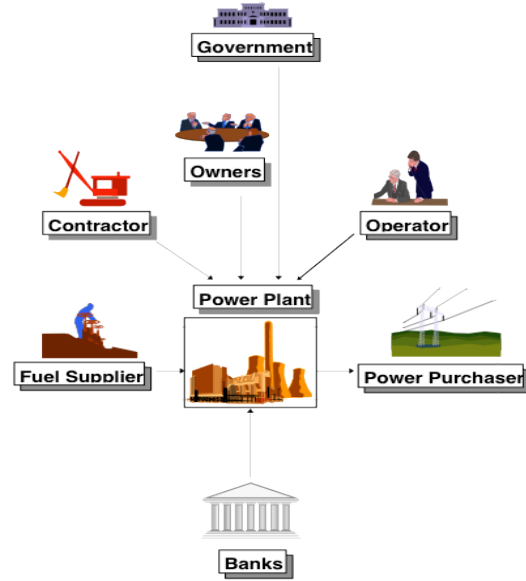 Government
Owners
Contractor
Operator
Power Plant
Fuel Supplier
Power Purchaser
Banks